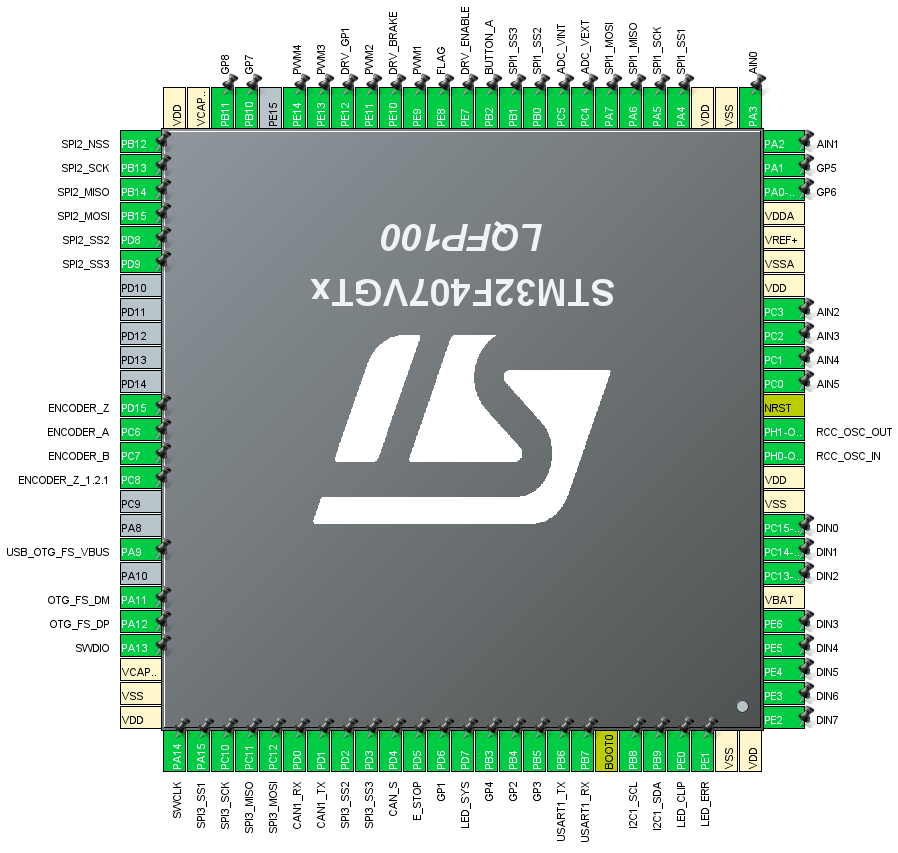 GP8
GP7
PWM4
PWM3
DRV_GP1
PWM2
DRV_BRAKE
PWM1
FLAG
DRV_ENABLE
BUTTON_A
SPI1_SS3
SPI1_SS2
ADC_VINT
ADC_VEXT
SPI1_MOSI
SPI1_MISO
SPI1_SCK
SPI1_SS1
AIN0
VDD
VCAP..
PB11
PB10
PE15
PE14
PE13
PE12
PE11
PE10
PE9
PE8
PE7
PB2
PB1
PB0
PC5
PC4
PA7
PA6
PA5
PA4
VDD
VSS
PA3
SPI2_NSS PB12
SPI2_SCK PB13
SPI2_MISO PB14
SPI2_MOSI PB15
SPI2_SS2 PD8
SPI2_SS3 PD9
PD10
PD11
PD12
PD13
PD14
ENCODER_Z PD15
ENCODER_A PC6
ENCODER_B PC7
ENCODER_Z_1.2.1 PC8
PC9
PA8
USB_OTG_FS_VBUS PA9
PA10
OTG_FS_DM PA11
OTG_FS_DP PA12
SWDIO PA13
VCAP..
VSS
VDD
STM32F407VGTx
LQFP100
PA2 AIN1
PA1 GP5
PA0-.. GP6
VDDA
VREF+
VSSA
VDD
PC3 AIN2
PC2 AIN3
PC1 AIN4
PC0 AIN5
NRST
PH1-O.. RCC_OSC_OUT
PH0-O.. RCC_OSC_IN
VDD
VSS
PC15-.. DIN0
PC14-.. DIN1
PC13-.. DIN2
VBAT
PE6 DIN3
PE5 DIN4
PE4 DIN5
PE3 DIN6
PE2 DIN7
PA14
PA15
PC10
PC11
PC12
PD0
PD1
PD2
PD3
PD4
PD5
PD6
PD7
PB3
PB4
PB5
PB6
PB7
BOOT0
PB8
PB9
PE0
PE1
VSS
VDD
SWCLK
SPI3_SS1
SPI3_SCK
SPI3_MISO
SPI3_MOSI
CAN1_RX
CAN1_TX
SPI3_SS2
SPI3_SS3
CAN_S
E_STOP
GP1
LED_SYS
GP4
GP2
GP3
USART1_TX
USART1_RX
I2C1_SCL
I2C1_SDA
LED_CLIP
LED_ERR